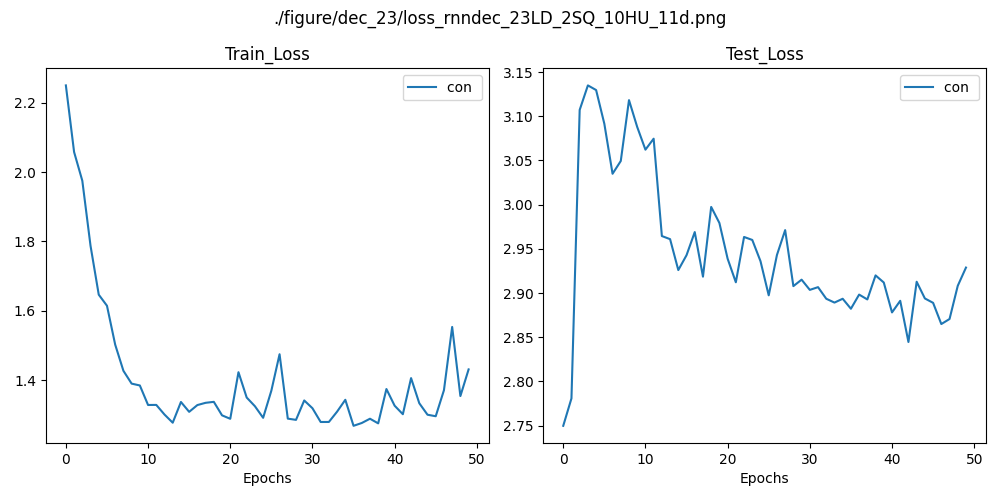 ./figure/dec_23/loss_rnndec_23LD_2SQ_10HU_11d.png
Train_Loss
con
2.2
2.0
1.8
1.6
1.4
0 10 20 30 40 50
Epochs
Test_Loss
con
3.15
3.10
3.05
3.00
2.95
2.90
2.85
2.80
2.75
0 10 20 30 40 50
Epochs